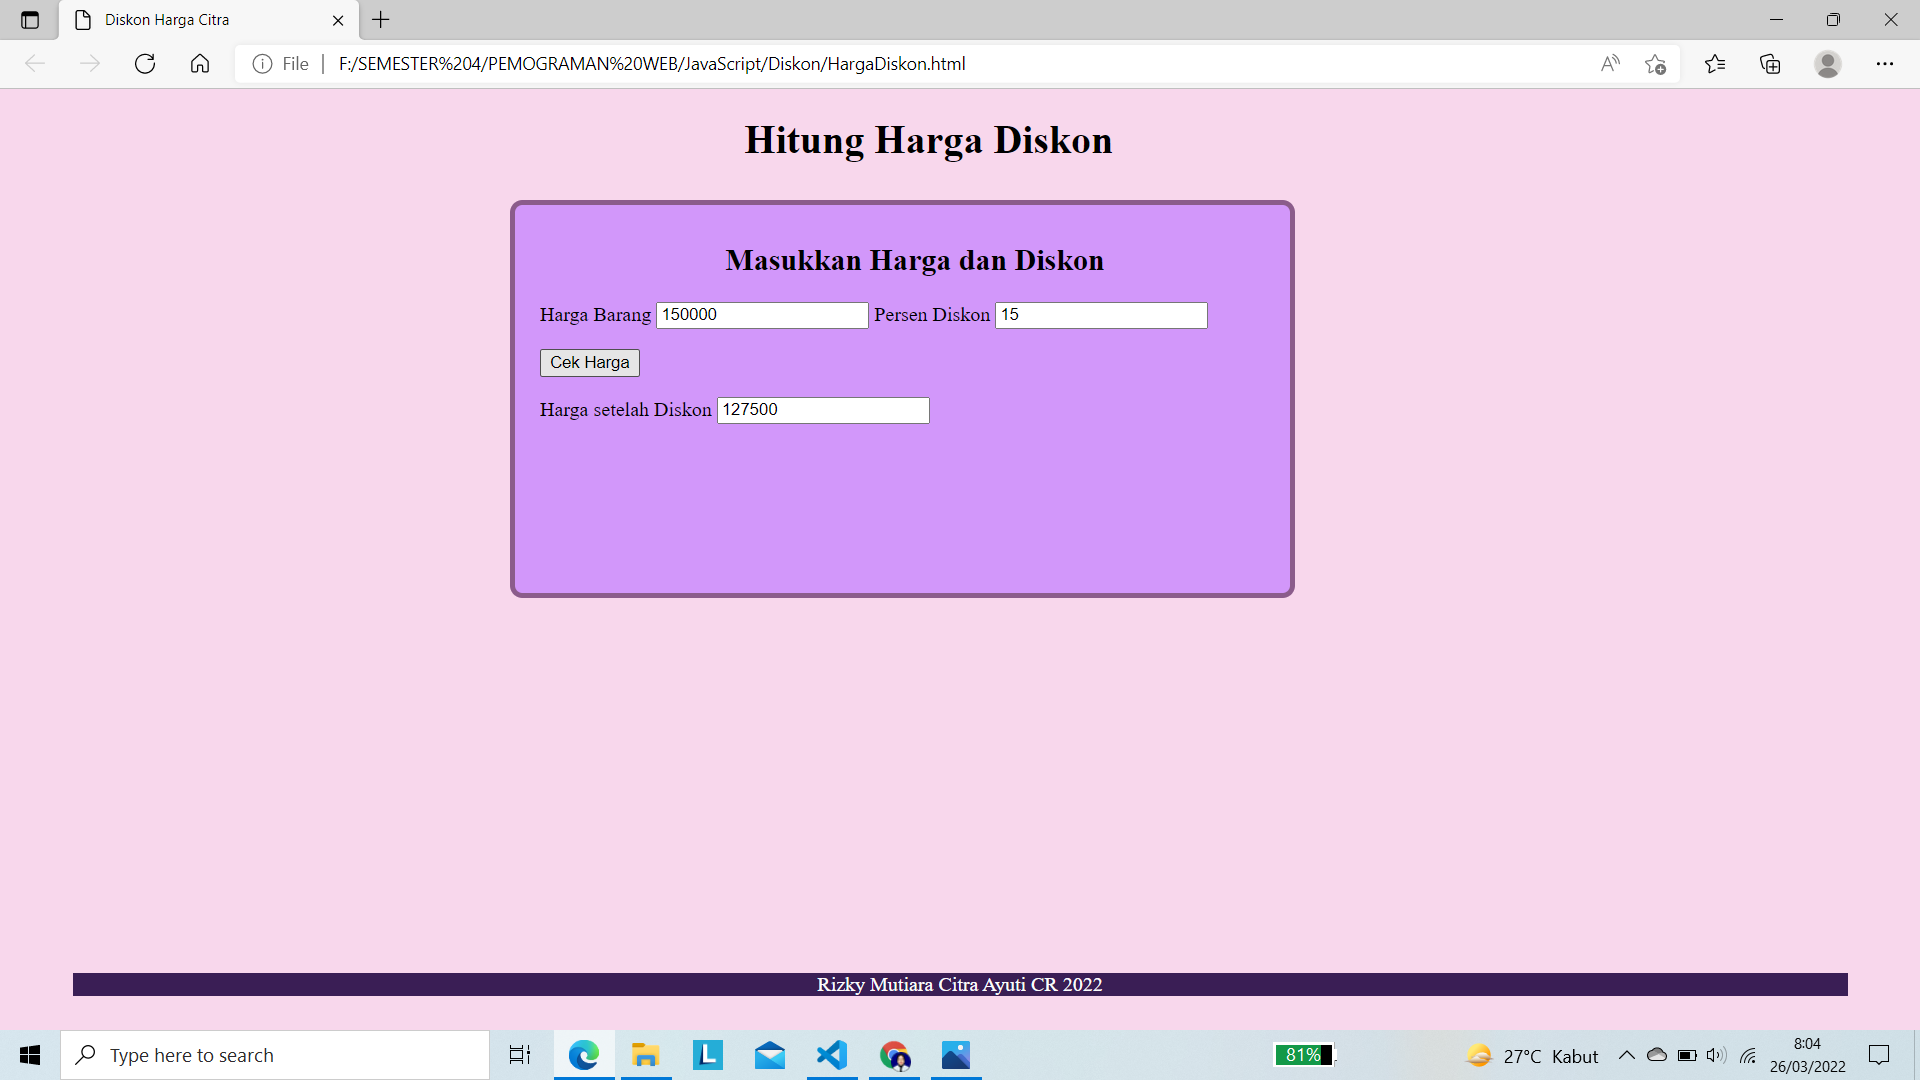 Diskon Harga Citra
File F:/SEMESTER%204/PEMOGRAMAN%20WEB/JavaScript/Diskon/HargaDiskon.html
Hitung Harga Diskon
Masukkan Harga dan Diskon
Harga Barang 150000 Persen Diskon 15
Cek Harga
Harga setelah Diskon 127500
Rizky Mutiara Citra Ayuti CR 2022
Type here to search
L
81%
27°C Kabut
8:04
26/03/2022